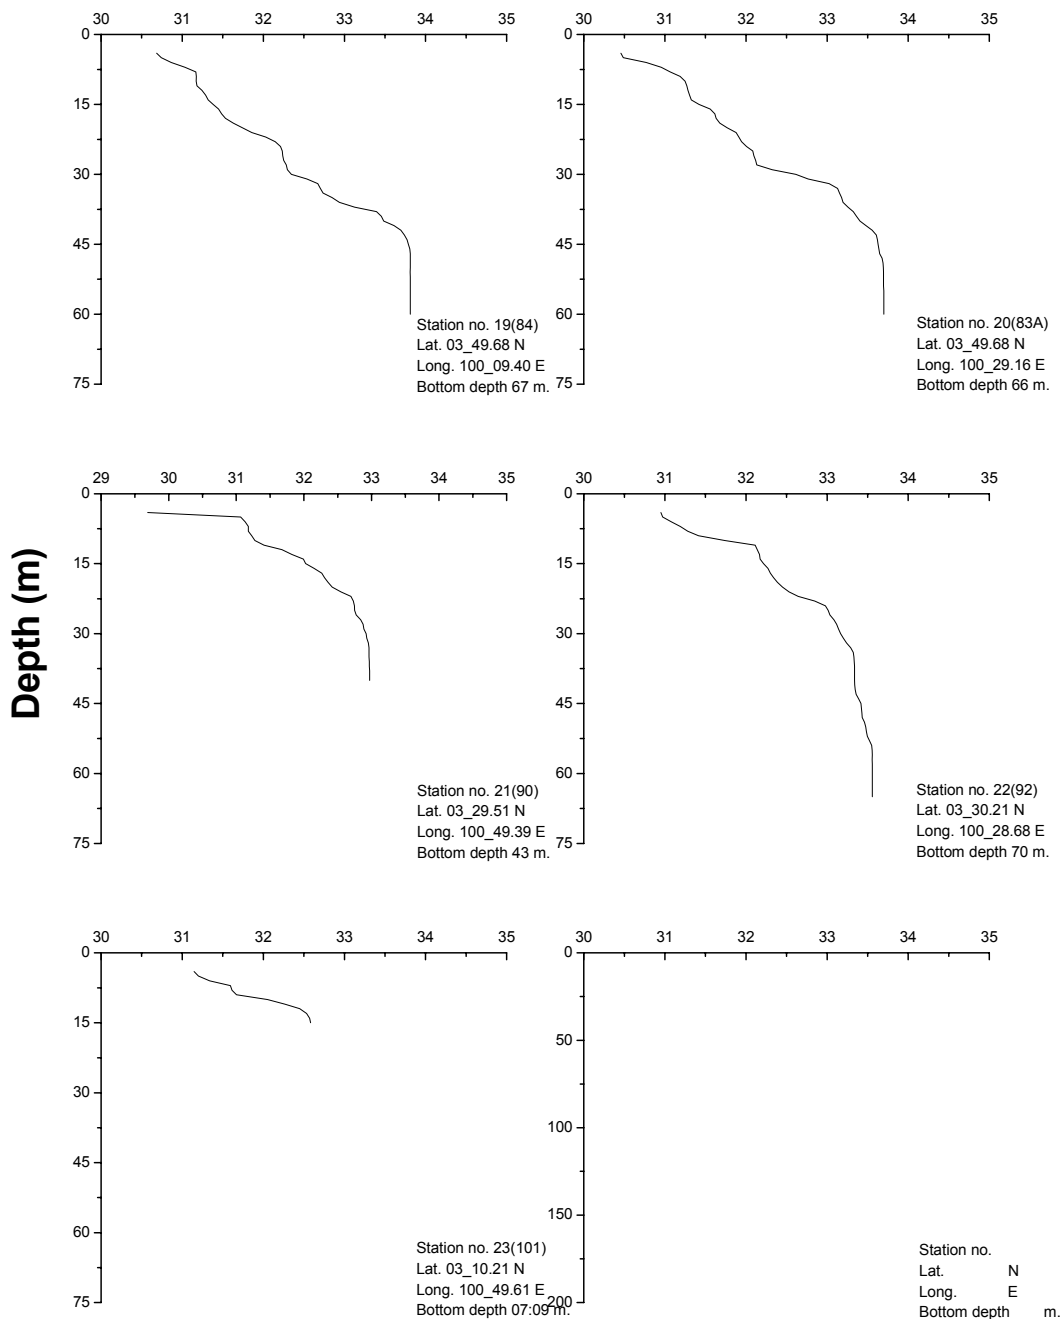 30 31 32 33 34 35
30 31 32 33 34 35
0
15
30
45
60
75
0
15
30
45
60
75
Station no. 19(84)
Lat. 03_49.68 N
Long. 100_09.40 E
Bottom depth 67 m.
Station no. 20(83A)
Lat. 03_49.68 N
Long. 100_29.16 E
Bottom depth 66 m.
Depth (m)
29 30 31 32 33 34 35
30 31 32 33 34 35
0
15
30
45
60
75
0
15
30
45
60
75
Station no. 21(90)
Lat. 03_29.51 N
Long. 100_49.39 E
Bottom depth 43 m.
Station no. 22(92)
Lat. 03_30.21 N
Long. 100_28.68 E
Bottom depth 70 m.
30 31 32 33 34 35
30 31 32 33 34 35
0
15
30
45
60
75
0
50
100
150
200
Station no. 23(101)
Lat. 03_10.21 N
Long. 100_49.61 E
Bottom depth 07:09 m.
Station no.
Lat. N
Long. E
Bottom depth m.